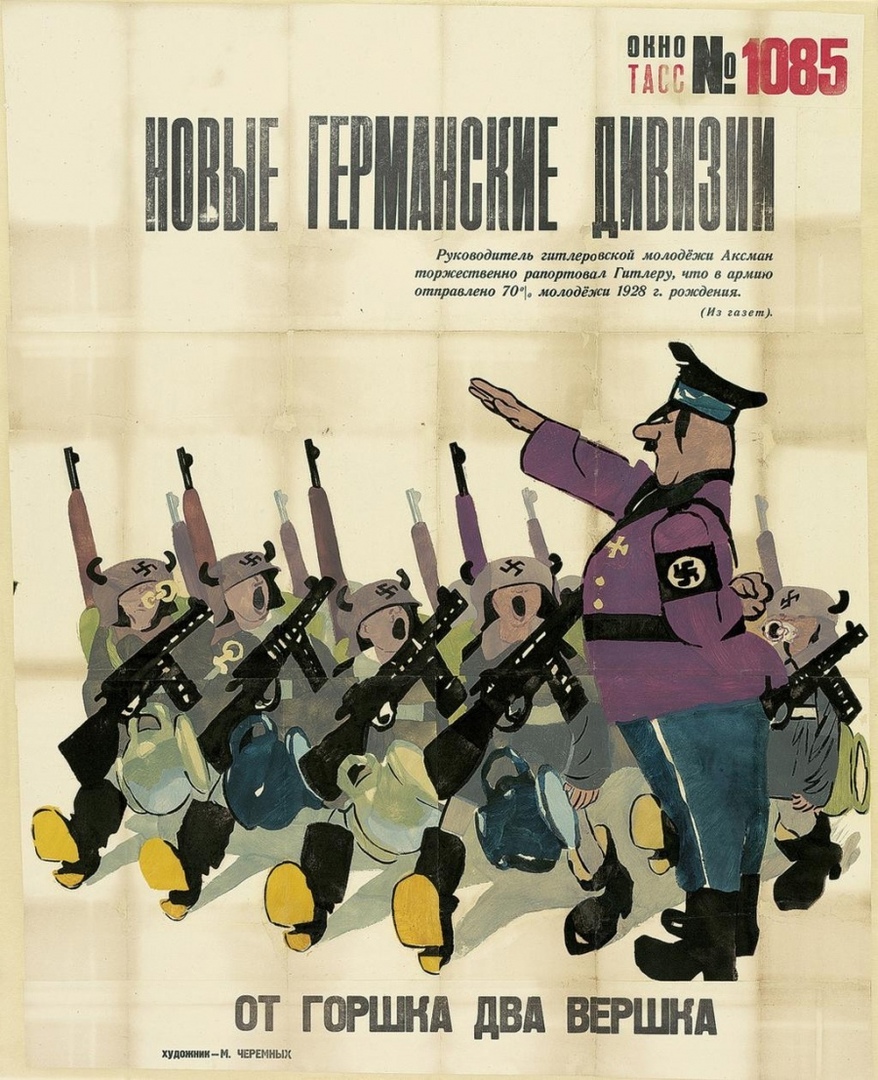 ОКНО
ТАСС № 1085
НОВЫЕ ГЕРМАНСКИЕ ДИВИЗИИ
Руководитель гитлеровской молодёжи Аксман
торжественно рапортовал Гитлеру, что в армию
отправлено 70% молодёжи 1928 г. рождения.
(Из газет).
ОТ ГОРШКА ДВА ВЕРШКА
ХУДОЖНИК—М. ЧЕРЕМНЫХ